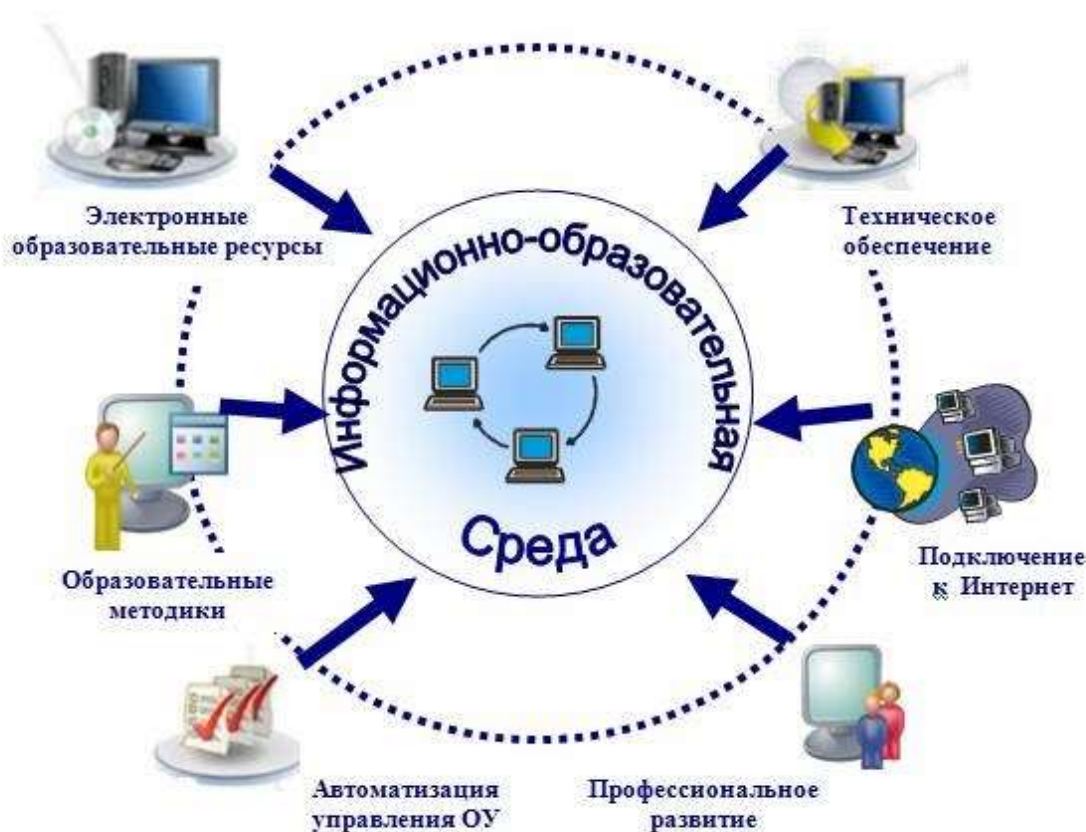 Электронные
образовательные ресурсы
Техническое
обеспечение
Информационно-образовательная
Среда
Образовательные
методики
Подключение
к Интернет
Автоматизация
управления ОУ
Профессиональное
развитие